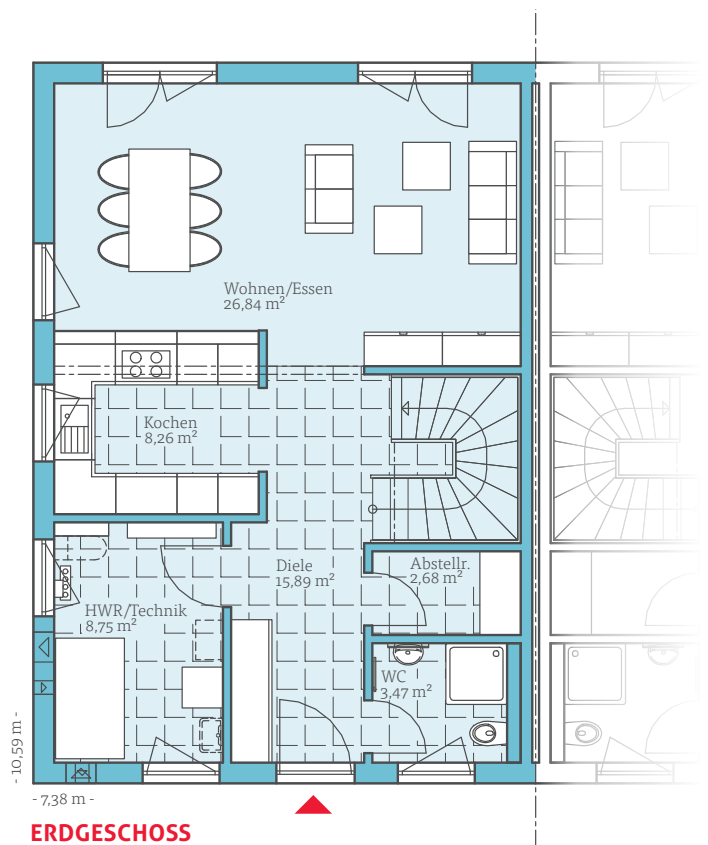 Wohnen/Essen
26,84 m²
Kochen
8,26 m²
Diele
15,89 m²
Abstellr.
2,68 m²
HWR/Technik
8,75 m²
WC
3,47 m²
- 10,59 m -
- 7,38 m -
ERDGESCHOSS